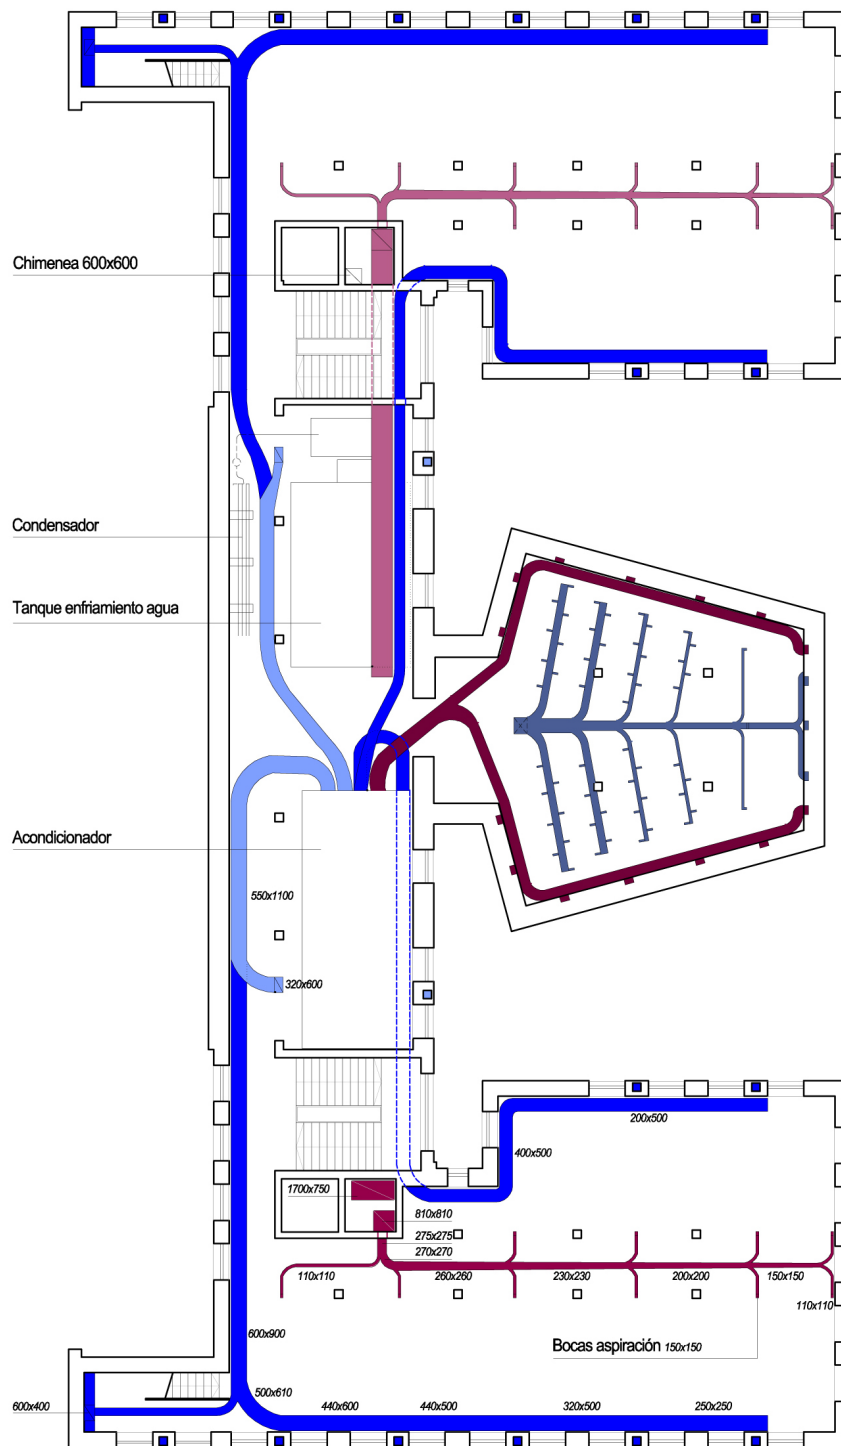 Chimenea 600x600
Condensador
Tanque enfriamiento agua
Acondicionador
550x1100
320x600
200x500
400x500
1700x750
810x810
275x275
270x270
110x110
260x260
230x230
200x200
150x150
110x110
600x900
Bocas aspiración 150x150
500x610
600x400
440x600
440x500
320x500
250x250